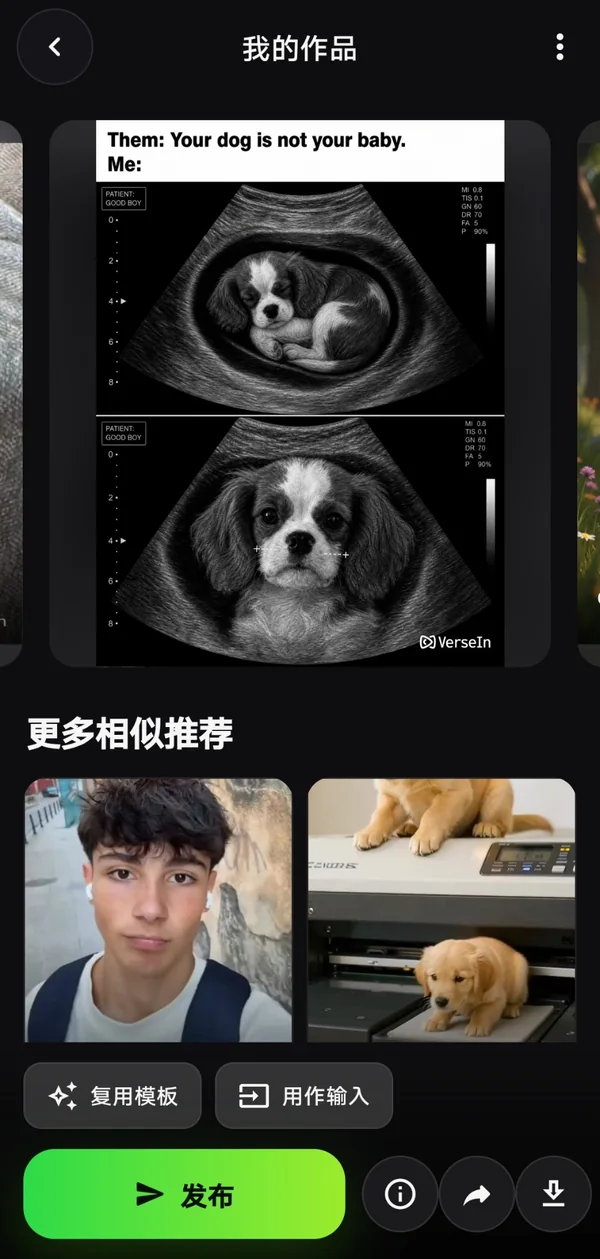 我的作品
Them: Your dog is not your baby.
Me:
PATIENT:
GOOD BOY
MI 0.8
TIS 0.1
GN 60
DR 70
FA 5
P 90%
0
2
4
6
8
PATIENT:
GOOD BOY
MI 0.8
TIS 0.1
GN 60
DR 70
FA 5
P 90%
0
2
4
6
8
VerseIn
更多相似推荐
复用模板
用作输入
发布